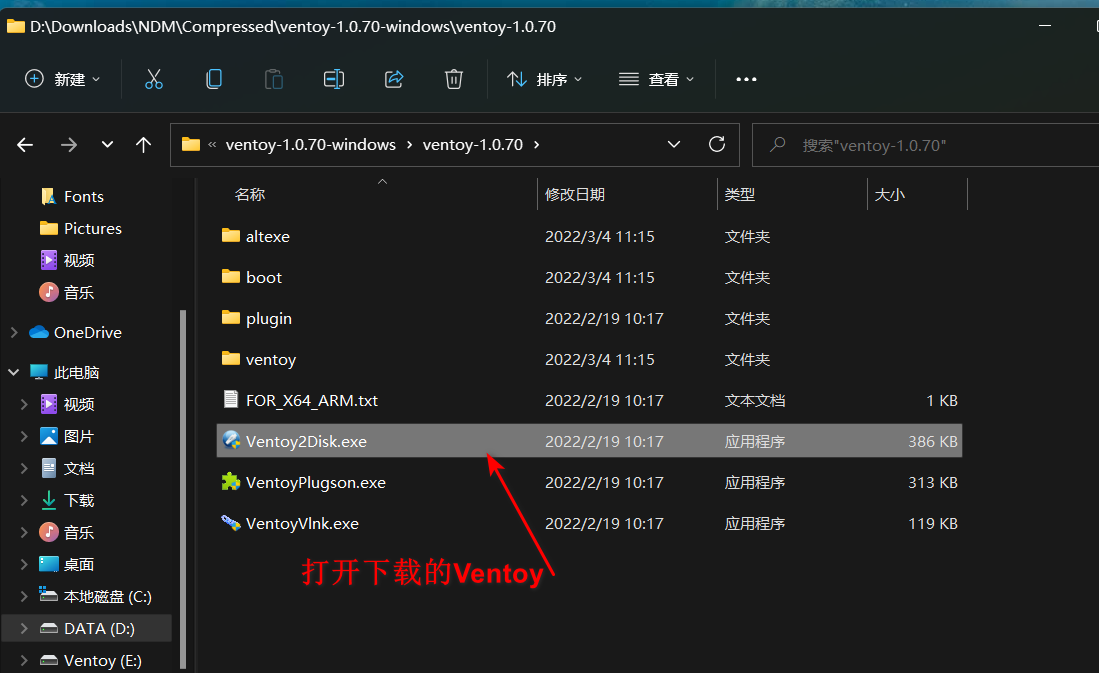 D:\Downloads\NDM\Compressed\ventoy-1.0.70-windows\ventoy-1.0.70
新建 排序 查看
« ventoy-1.0.70-windows › ventoy-1.0.70 › 搜索"ventoy-1.0.70"
Fonts
Pictures
视频
音乐
OneDrive
此电脑
视频
图片
文档
下载
音乐
桌面
本地磁盘 (C:)
DATA (D:)
Ventoy (E:)
名称 修改日期 类型 大小
altexe 2022/3/4 11:15 文件夹
boot 2022/3/4 11:15 文件夹
plugin 2022/2/19 10:17 文件夹
ventoy 2022/3/4 11:15 文件夹
FOR_X64_ARM.txt 2022/2/19 10:17 文本文档 1 KB
Ventoy2Disk.exe 2022/2/19 10:17 应用程序 386 KB
VentoyPlugson.exe 2022/2/19 10:17 应用程序 313 KB
VentoyVlnk.exe 2022/2/19 10:17 应用程序 119 KB
打开下载的Ventoy